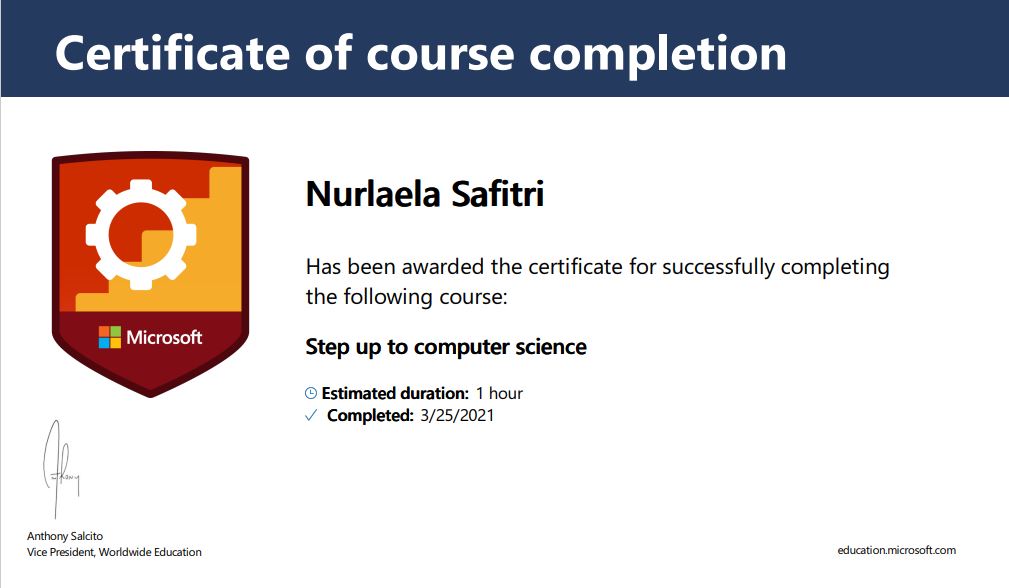 Certificate of course completion
Nurlaela Safitri
Has been awarded the certificate for successfully completing
the following course:
Step up to computer science
Estimated duration: 1 hour
Completed: 3/25/2021
Microsoft
Anthony Salcito
Vice President, Worldwide Education
education.microsoft.com